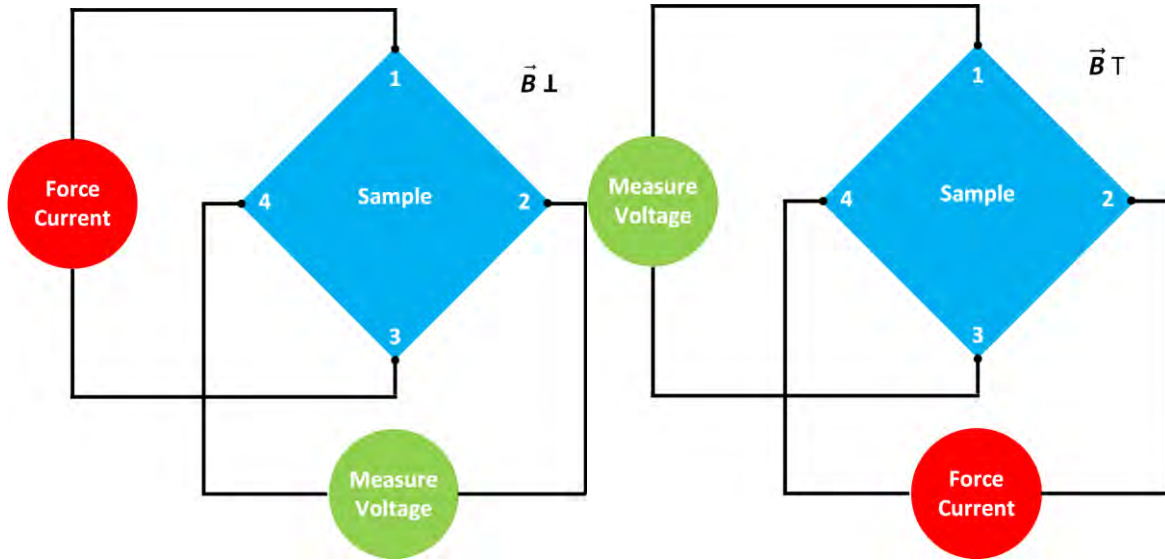 1
B⃗ ⊥
Force
Current
4
Sample
2
3
Measure
Voltage
1
B⃗ ⊤
Measure
Voltage
4
Sample
2
3
Force
Current